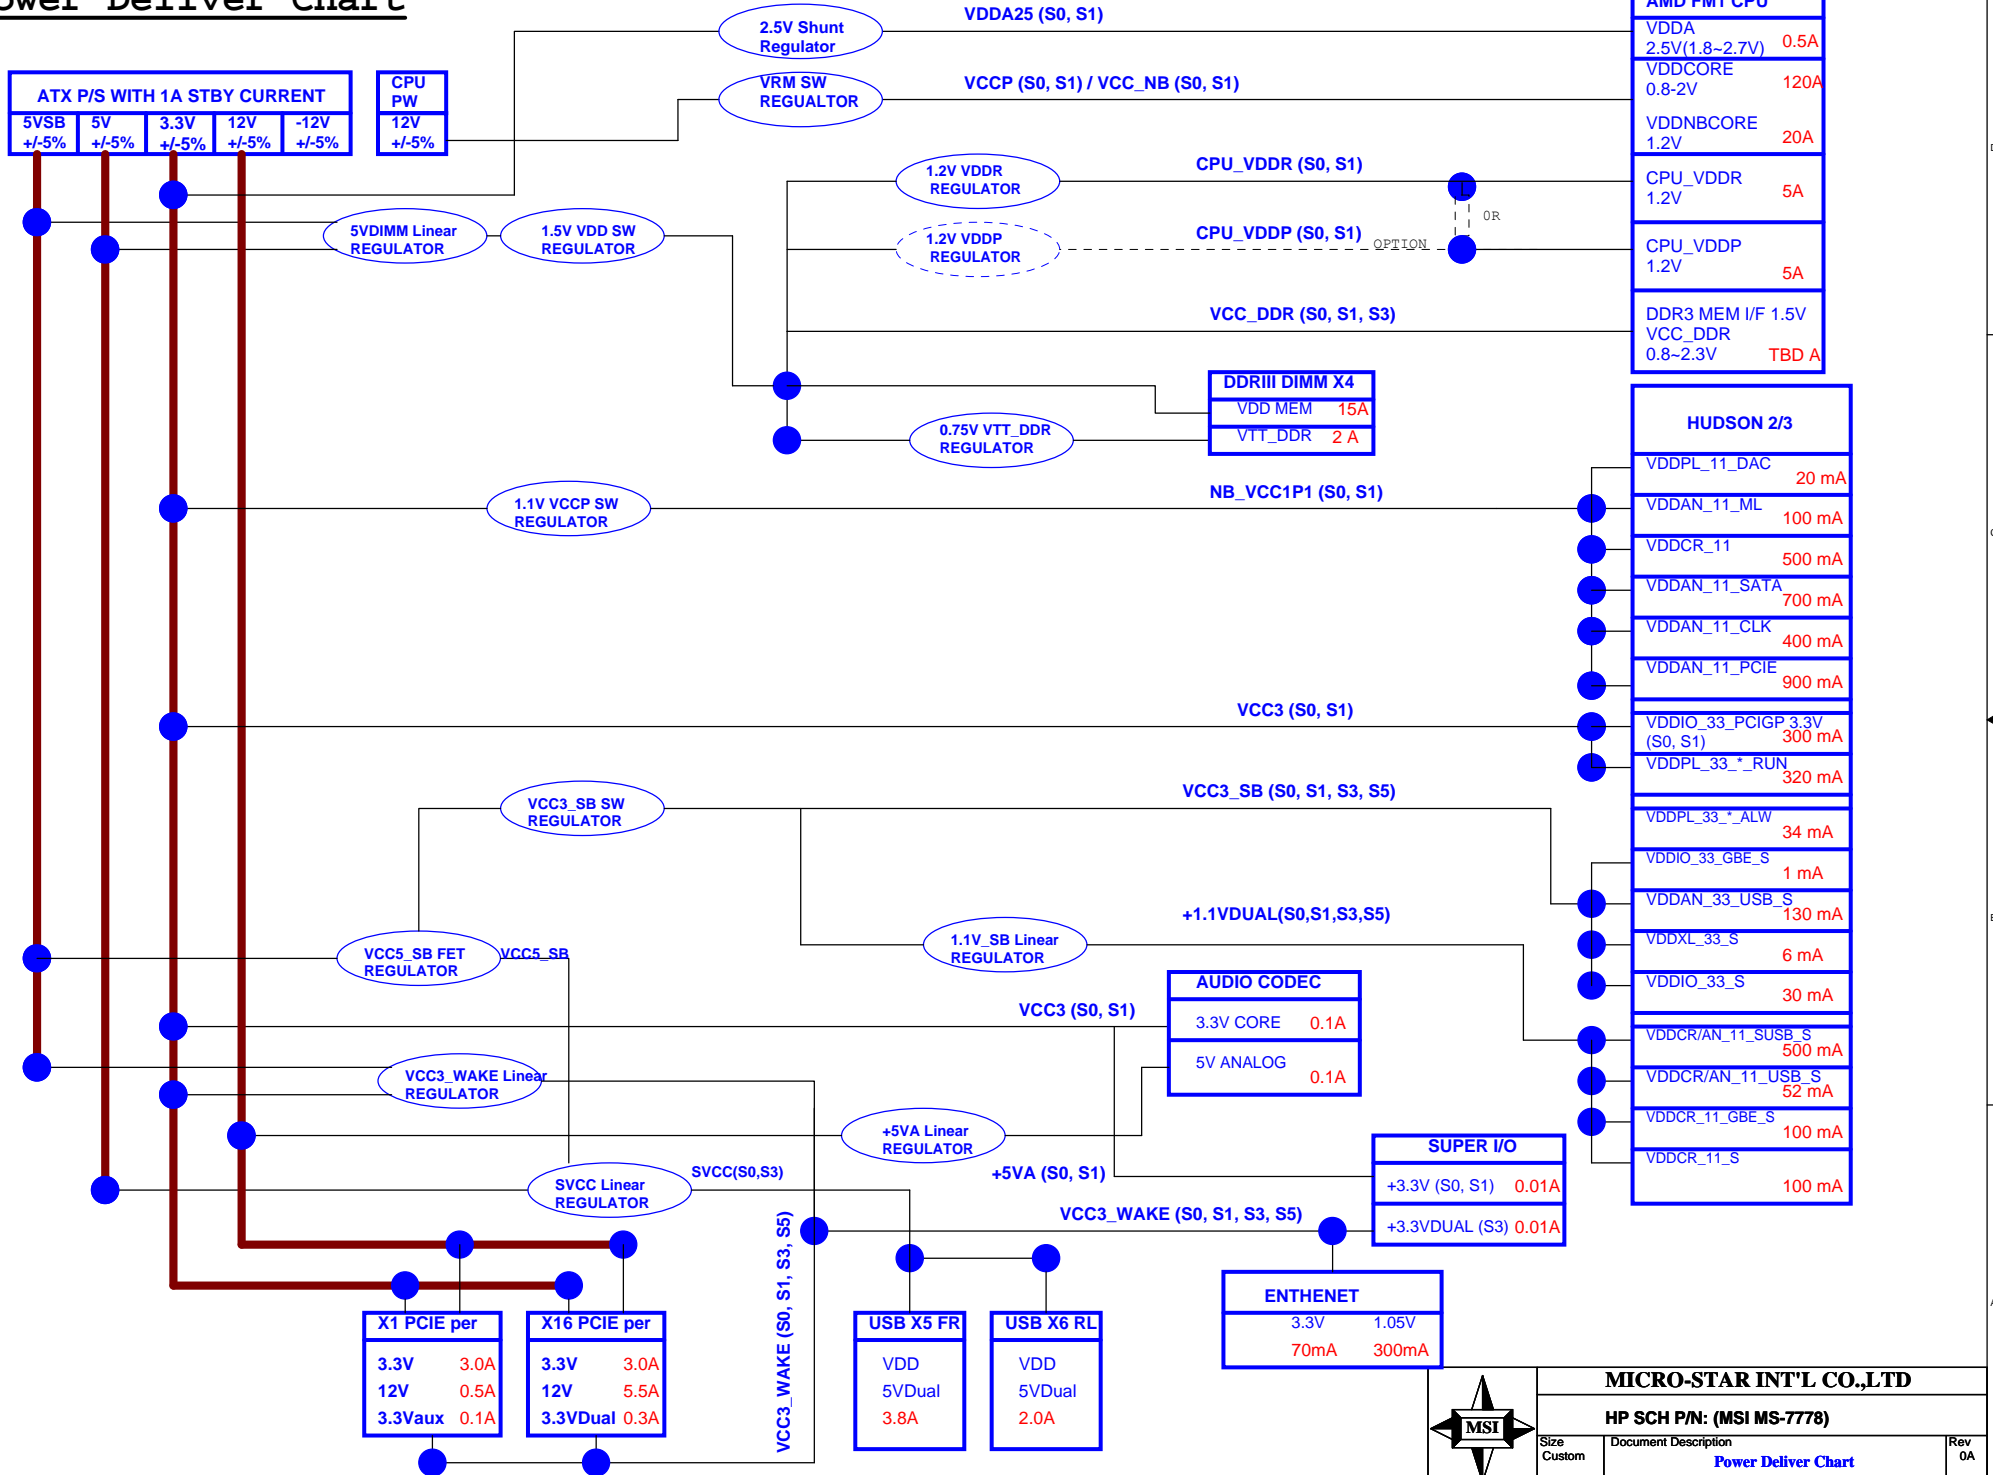 Power Deliver Chart
ATX P/S WITH 1A STBY CURRENT
5VSB
+/-5%
5V
+/-5%
3.3V
+/-5%
12V
+/-5%
-12V
+/-5%
CPU
PW
12V
+/-5%
2.5V Shunt
Regulator
VDDA25 (S0, S1)
VRM SW
REGUALTOR
VCCP (S0, S1) / VCC_NB (S0, S1)
AMD FM1 CPU
VDDA
2.5V(1.8~2.7V) 0.5A
VDDCORE
0.8-2V 120A
VDDNBCORE
1.2V 20A
CPU_VDDR
1.2V 5A
CPU_VDDP
1.2V 5A
DDR3 MEM I/F 1.5V
VCC_DDR
0.8~2.3V TBD A
5VDIMM Linear
REGULATOR
1.5V VDD SW
REGULATOR
1.2V VDDR
REGULATOR
CPU_VDDR (S0, S1)
1.2V VDDP
REGULATOR
CPU_VDDP (S0, S1)
OPTION
0R
VCC_DDR (S0, S1, S3)
DDRIII DIMM X4
VDD MEM 15A
VTT_DDR 2 A
0.75V VTT_DDR
REGULATOR
1.1V VCCP SW
REGULATOR
NB_VCC1P1 (S0, S1)
VCC3 (S0, S1)
HUDSON 2/3
VDDPL_11_DAC
20 mA
VDDAN_11_ML
100 mA
VDDCR_11
500 mA
VDDAN_11_SATA
700 mA
VDDAN_11_CLK
400 mA
VDDAN_11_PCIE
900 mA
VDDIO_33_PCIGP 3.3V
(S0, S1) 300 mA
VDDPL_33_*_RUN
320 mA
VDDPL_33_*_ALW
34 mA
VDDIO_33_GBE_S
1 mA
VDDAN_33_USB_S
130 mA
VDDXL_33_S
6 mA
VDDIO_33_S
30 mA
VDDCR/AN_11_SUSB_S
500 mA
VDDCR/AN_11_USB_S
52 mA
VDDCR_11_GBE_S
100 mA
VDDCR_11_S
100 mA
VCC3_SB SW
REGULATOR
VCC3_SB (S0, S1, S3, S5)
VCC5_SB FET
REGULATOR
VCC5_SB
1.1V_SB Linear
REGULATOR
+1.1VDUAL(S0,S1,S3,S5)
VCC3 (S0, S1)
AUDIO CODEC
3.3V CORE 0.1A
5V ANALOG
0.1A
VCC3_WAKE Linear
REGULATOR
+5VA Linear
REGULATOR
+5VA (S0, S1)
SVCC Linear
REGULATOR
SVCC(S0,S3)
SUPER I/O
+3.3V (S0, S1) 0.01A
+3.3VDUAL (S3) 0.01A
VCC3_WAKE (S0, S1, S3, S5)
VCC3_WAKE (S0, S1, S3, S5)
ENTHENET
3.3V 1.05V
70mA 300mA
X1 PCIE per
3.3V 3.0A
12V 0.5A
3.3Vaux 0.1A
X16 PCIE per
3.3V 3.0A
12V 5.5A
3.3VDual 0.3A
USB X5 FR
VDD
5VDual
3.8A
USB X6 RL
VDD
5VDual
2.0A
MSI
MICRO-STAR INT'L CO.,LTD
HP SCH P/N: (MSI MS-7778)
Size
Custom
Document Description
Power Deliver Chart
Rev
0A